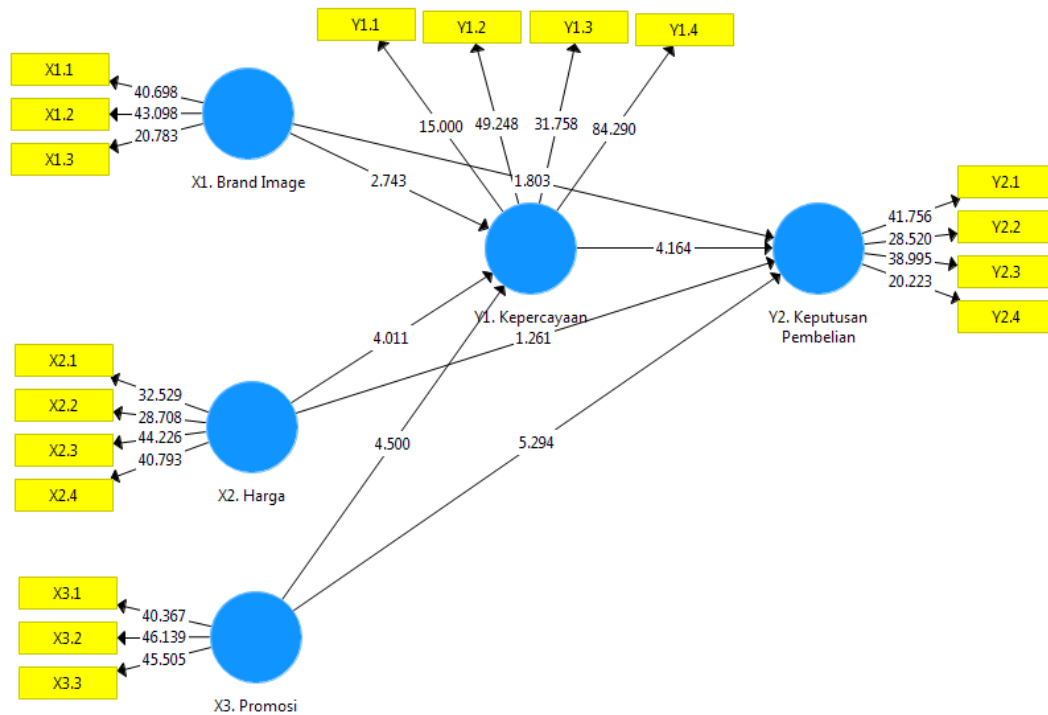 Y1.1
Y1.2
Y1.3
Y1.4
X1.1
X1.2
X1.3
40.698
43.098
20.783
X1. Brand Image
15.000
49.248
31.758
84.290
2.743
1.803
Y2.1
Y2.2
Y2.3
Y2.4
41.756
28.520
38.995
20.223
4.164
Y1. Kepercayaan
Y2. Keputusan
Pembelian
4.011
1.261
X2.1
X2.2
X2.3
X2.4
32.529
28.708
44.226
40.793
X2. Harga
4.500
5.294
X3.1
X3.2
X3.3
40.367
46.139
45.505
X3. Promosi